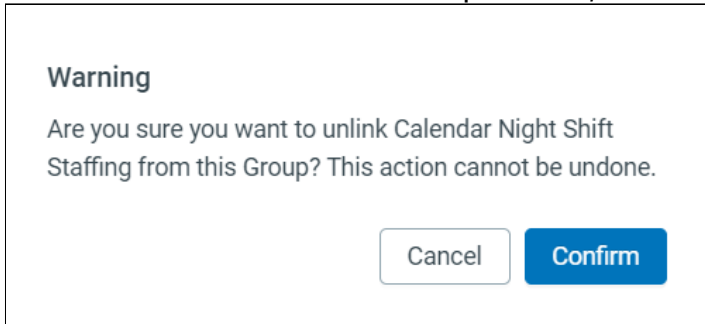 Warning
Are you sure you want to unlink Calendar Night Shift
Staffing from this Group? This action cannot be undone.
Cancel
Confirm